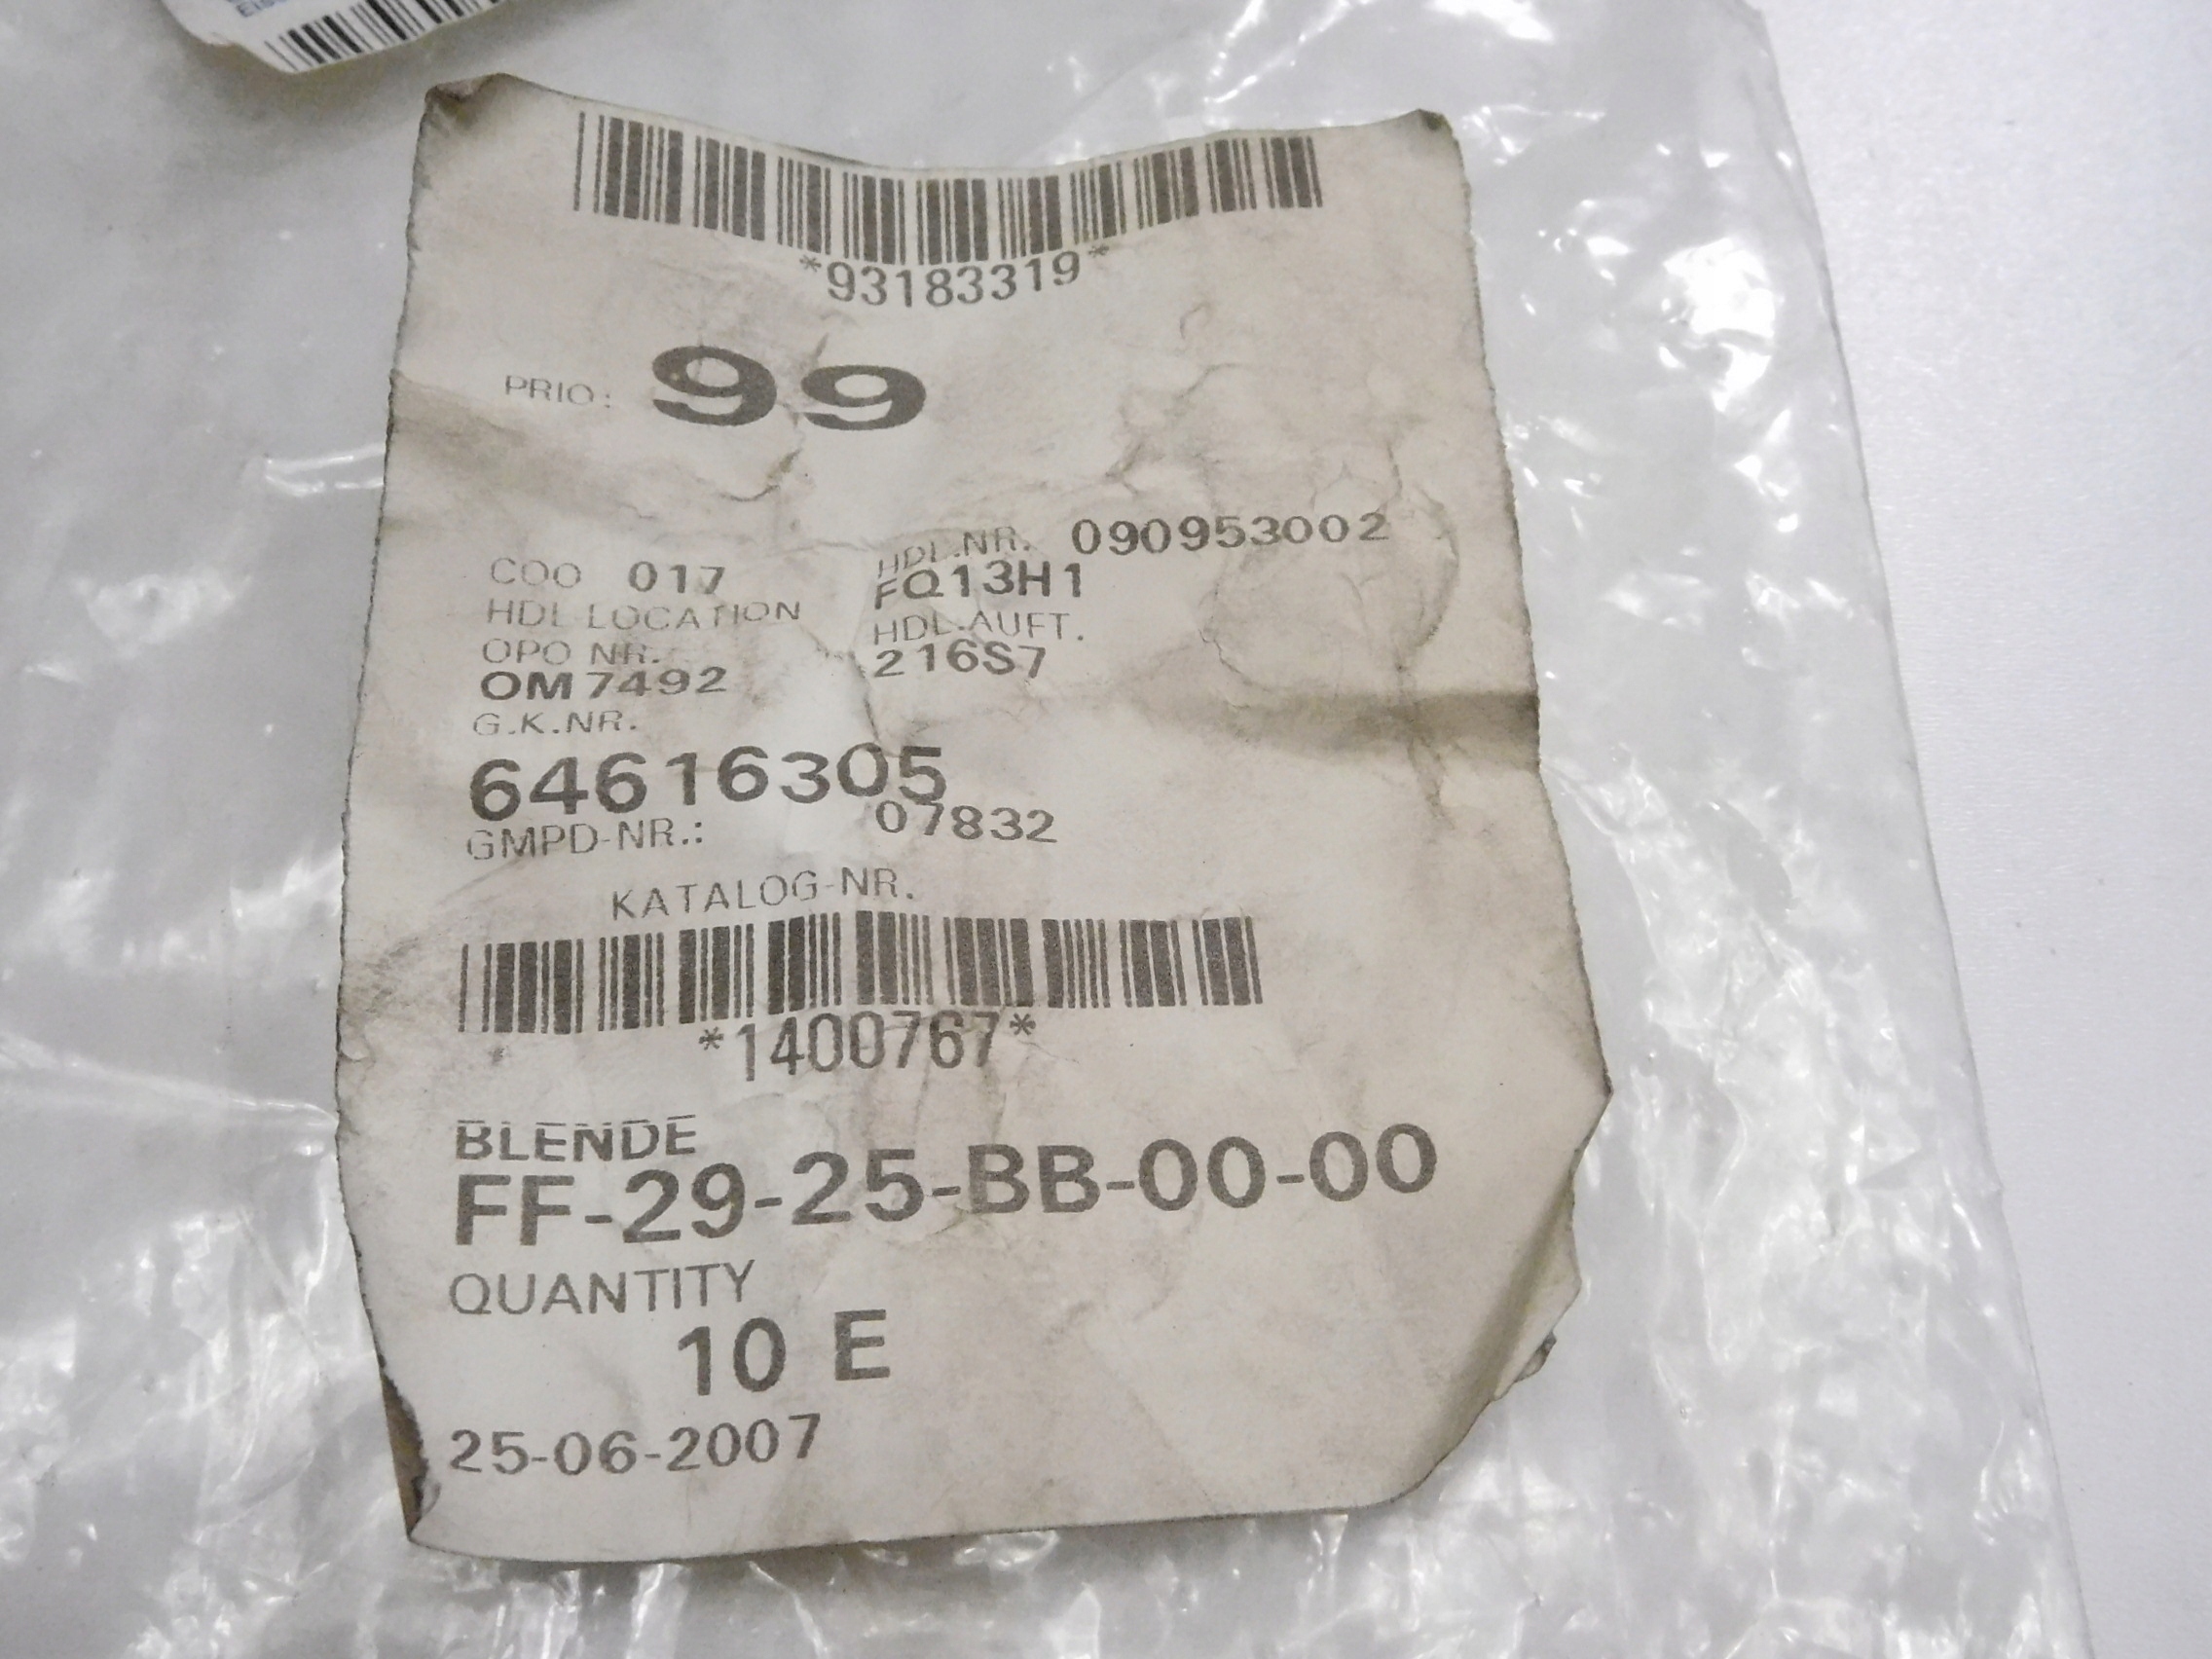 *93183319*
PRIO: 99
HDL.NR. 090953002
COO 017 FQ13H1
HDL-LOCATION HDL-AUFT.
OPO NR. 216S7
OM7492
G.K.NR.
64616305
GMPD-NR.: 07832
KATALOG-NR.
*1400767*
BLENDE
FF-29-25-BB-00-00
QUANTITY
10 E
25-06-2007